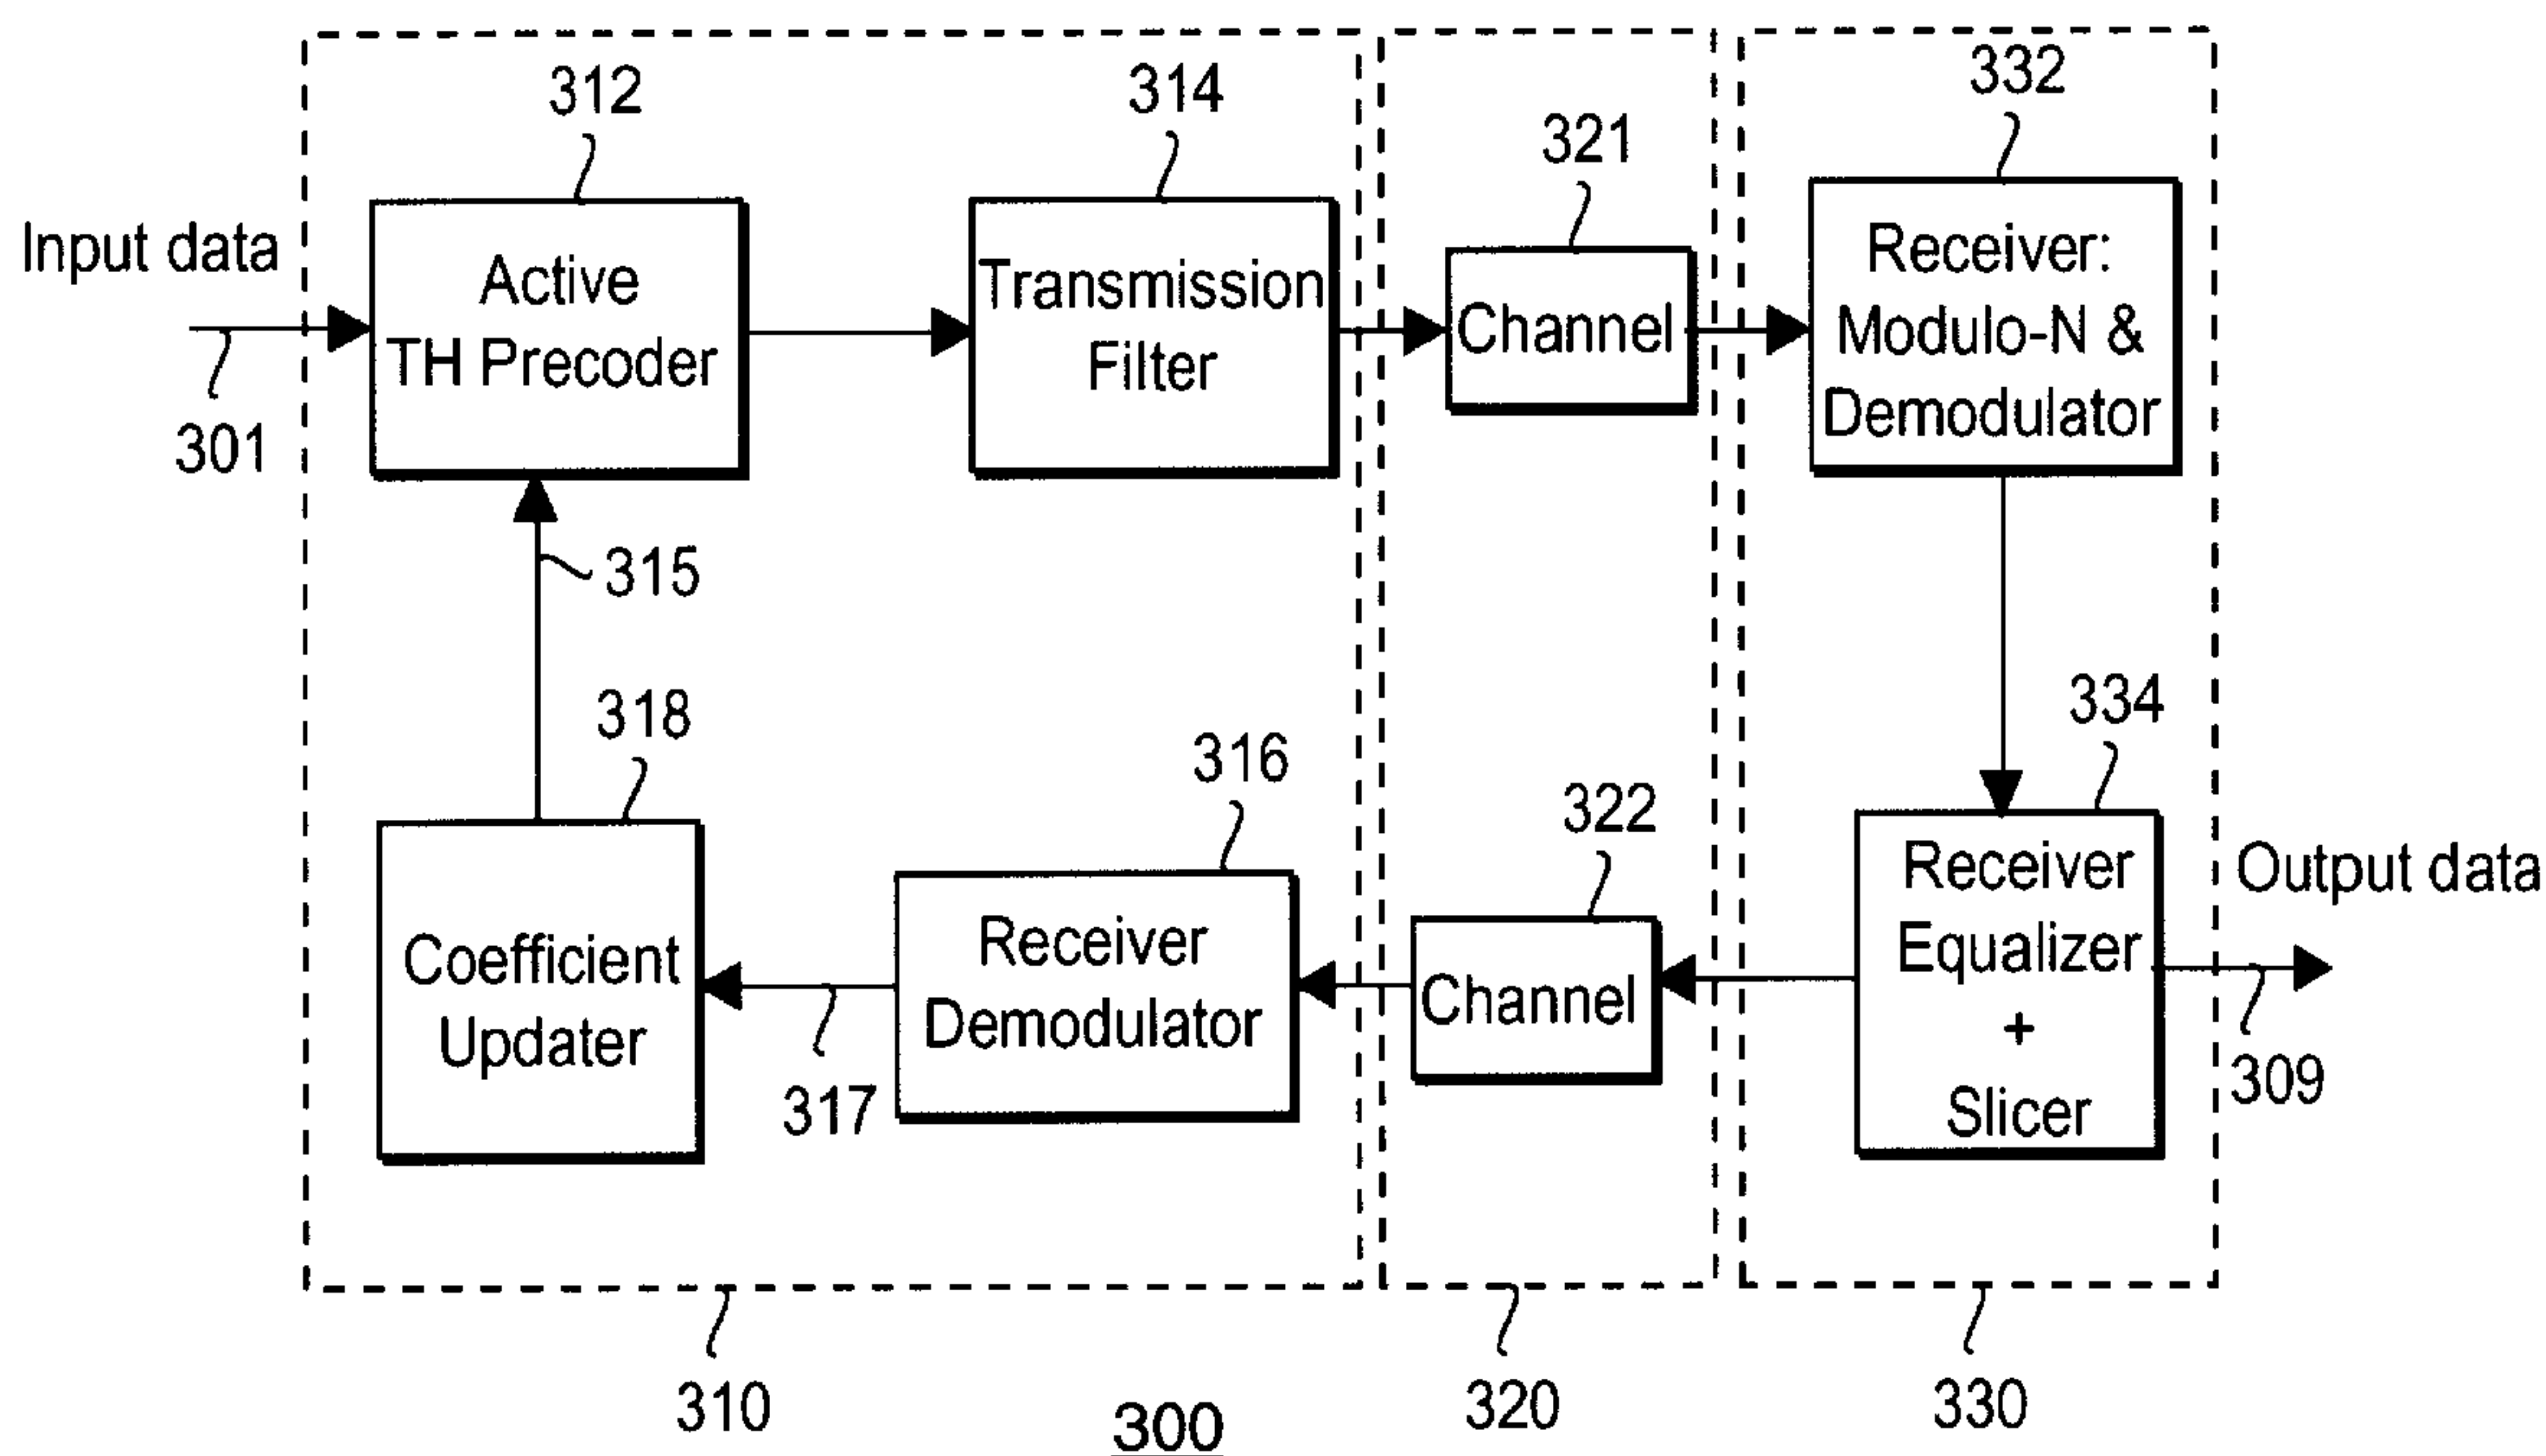 312
314
332
321
Input data
Active
TH Precoder
Transmission
Filter
Channel
Receiver:
Modulo-N &
Demodulator
301
315
318
316
322
334
Coefficient
Updater
Receiver
Demodulator
Channel
Receiver
Equalizer
+
Slicer
Output data
317
309
310
320
330
300